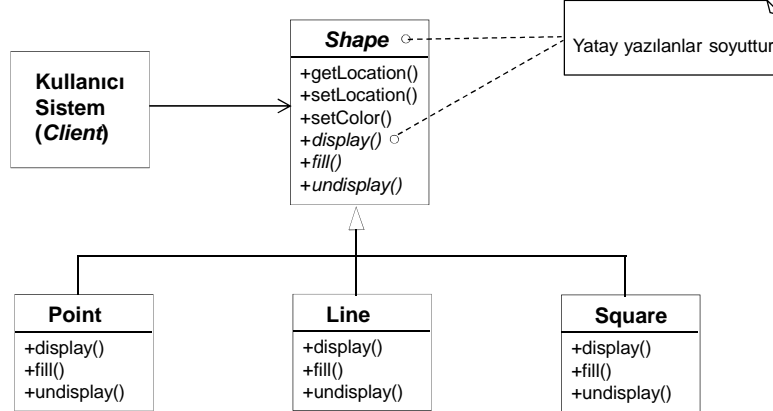 Shape
+getLocation()
+setLocation()
+setColor()
+display()
+fill()
+undisplay()
Yatay yazılanlar soyuttur
Kullanıcı
Sistem
(Client)
Point
+display()
+fill()
+undisplay()
Line
+display()
+fill()
+undisplay()
Square
+display()
+fill()
+undisplay()